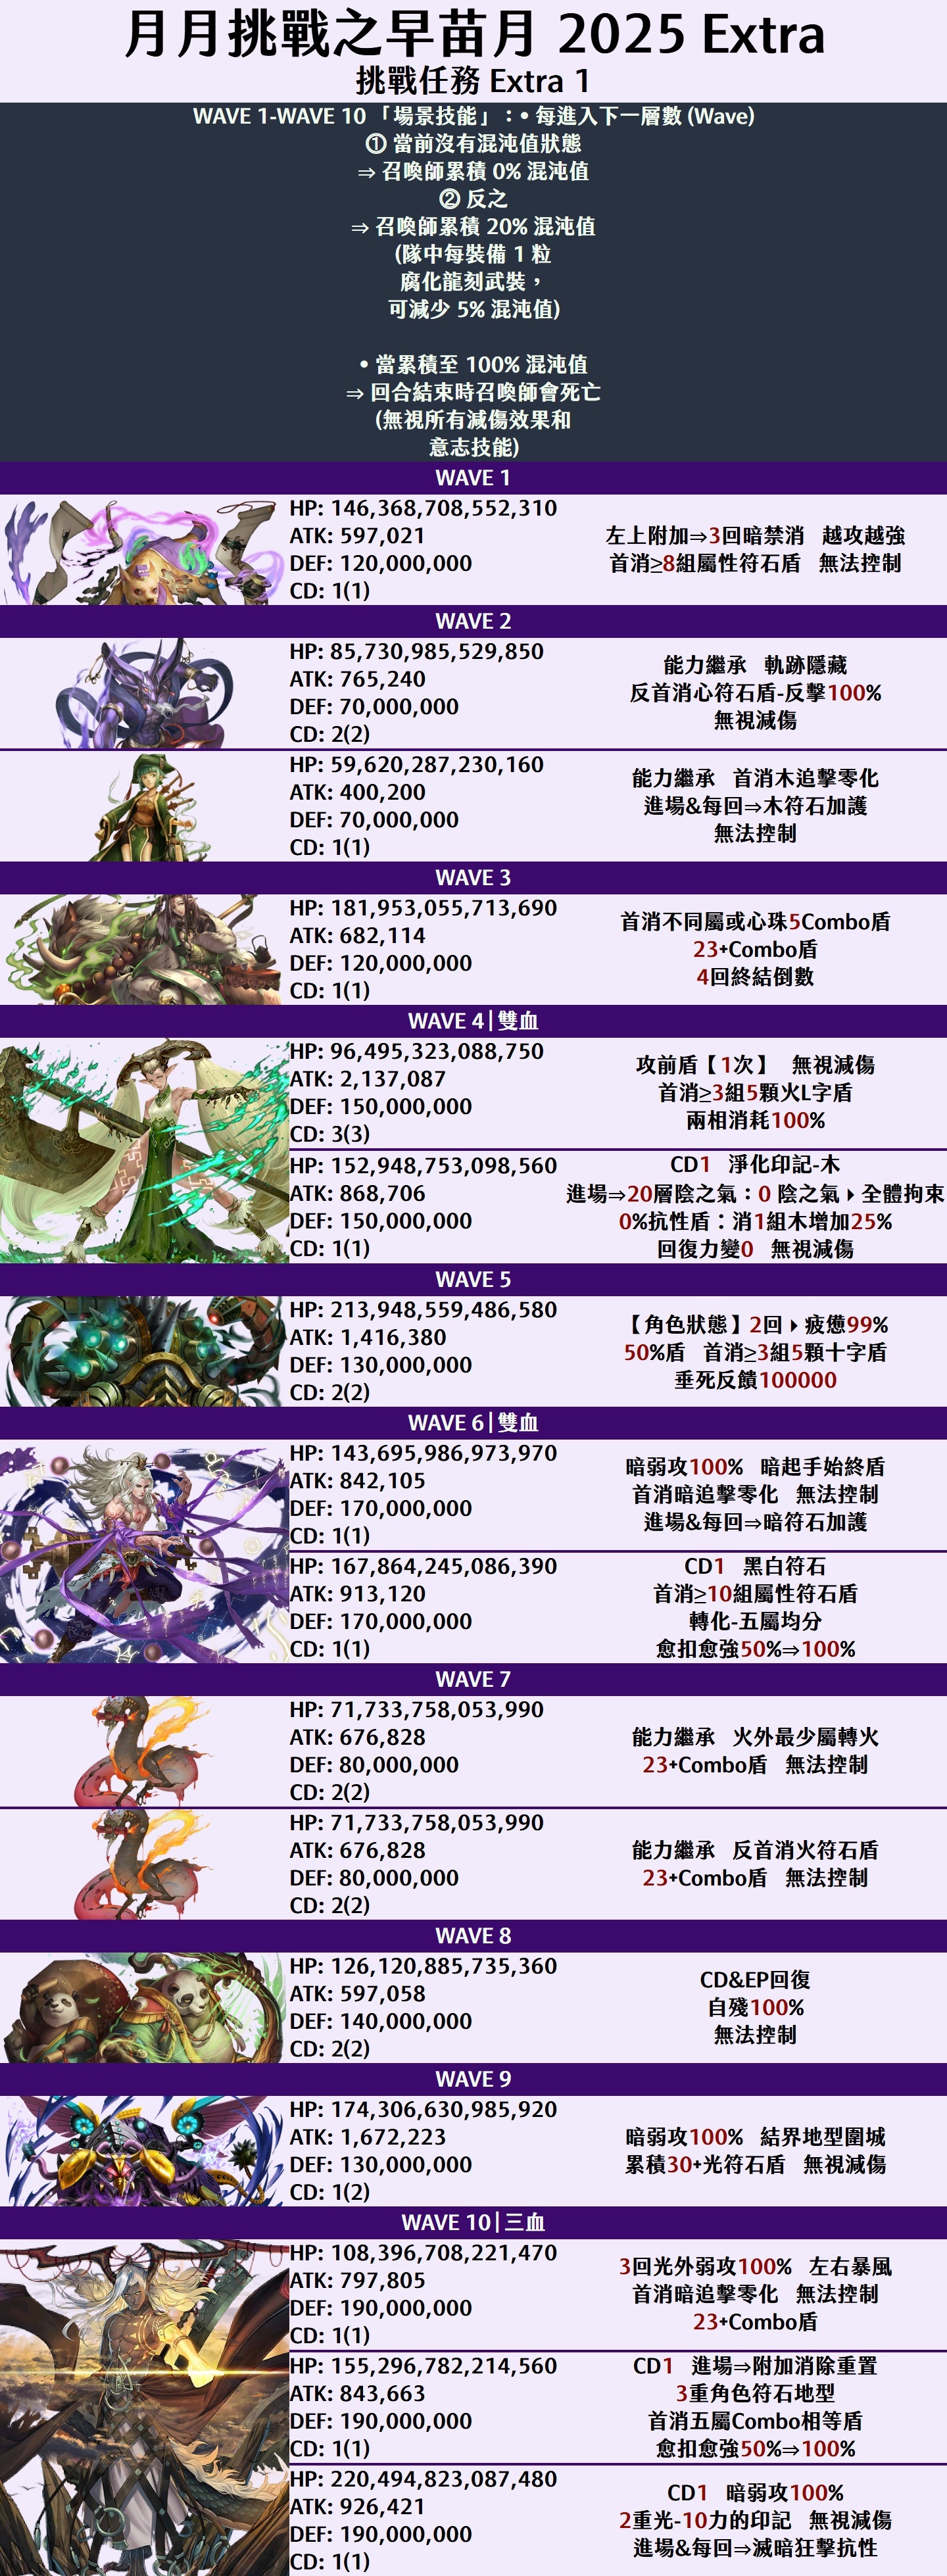 月月挑戰之早苗月 2025 Extra
挑戰任務 Extra 1
WAVE 1-WAVE 10 「場景技能」：• 每進入下一層數 (Wave)
① 當前沒有混沌值狀態
⇒ 召喚師累積 0% 混沌值
② 反之
⇒ 召喚師累積 20% 混沌值
(隊中每裝備 1 粒
腐化龍刻武裝，
可減少 5% 混沌值)
• 當累積至 100% 混沌值
⇒ 回合結束時召喚師會死亡
(無視所有減傷效果和
意志技能)
WAVE 1
HP: 146,368,708,552,310
ATK: 597,021
DEF: 120,000,000
CD: 1(1)
左上附加⇒3回暗禁消 越攻越強
首消≥8組屬性符石盾 無法控制
WAVE 2
HP: 85,730,985,529,850
ATK: 765,240
DEF: 70,000,000
CD: 2(2)
能力繼承 軌跡隱藏
反首消心符石盾-反擊100%
無視減傷
HP: 59,620,287,230,160
ATK: 400,200
DEF: 70,000,000
CD: 1(1)
能力繼承 首消木追擊零化
進場&每回⇒木符石加護
無法控制
WAVE 3
HP: 181,953,055,713,690
ATK: 682,114
DEF: 120,000,000
CD: 1(1)
首消不同屬或心珠5Combo盾
23+Combo盾
4回終結倒數
WAVE 4|雙血
HP: 96,495,323,088,750
ATK: 2,137,087
DEF: 150,000,000
CD: 3(3)
攻前盾【1次】 無視減傷
首消≥3組5顆火L字盾
兩相消耗100%
HP: 152,948,753,098,560
ATK: 868,706
DEF: 150,000,000
CD: 1(1)
CD1 淨化印記-木
進場⇒20層陰之氣：0 陰之氣▸全體拘束
0%抗性盾：消1組木增加25%
回復力變0 無視減傷
WAVE 5
HP: 213,948,559,486,580
ATK: 1,416,380
DEF: 130,000,000
CD: 2(2)
【角色狀態】2回▸疲憊99%
50%盾 首消≥3組5顆十字盾
垂死反饋100000
WAVE 6|雙血
HP: 143,695,986,973,970
ATK: 842,105
DEF: 170,000,000
CD: 1(1)
暗弱攻100% 暗起手始終盾
首消暗追擊零化 無法控制
進場&每回⇒暗符石加護
HP: 167,864,245,086,390
ATK: 913,120
DEF: 170,000,000
CD: 1(1)
CD1 黑白符石
首消≥10組屬性符石盾
轉化-五屬均分
愈扣愈強50%⇒100%
WAVE 7
HP: 71,733,758,053,990
ATK: 676,828
DEF: 80,000,000
CD: 2(2)
能力繼承 火外最少屬轉火
23+Combo盾 無法控制
HP: 71,733,758,053,990
ATK: 676,828
DEF: 80,000,000
CD: 2(2)
能力繼承 反首消火符石盾
23+Combo盾 無法控制
WAVE 8
HP: 126,120,885,735,360
ATK: 597,058
DEF: 140,000,000
CD: 2(2)
CD&EP回復
自殘100%
無法控制
WAVE 9
HP: 174,306,630,985,920
ATK: 1,672,223
DEF: 130,000,000
CD: 1(2)
暗弱攻100% 結界地型圍城
累積30+光符石盾 無視減傷
WAVE 10|三血
HP: 108,396,708,221,470
ATK: 797,805
DEF: 190,000,000
CD: 1(1)
3回光外弱攻100% 左右暴風
首消暗追擊零化 無法控制
23+Combo盾
HP: 155,296,782,214,560
ATK: 843,663
DEF: 190,000,000
CD: 1(1)
CD1 進場⇒附加消除重置
3重角色符石地型
首消五屬Combo相等盾
愈扣愈強50%⇒100%
HP: 220,494,823,087,480
ATK: 926,421
DEF: 190,000,000
CD: 1(1)
CD1 暗弱攻100%
2重光-10力的印記 無視減傷
進場&每回⇒滅暗狂擊抗性